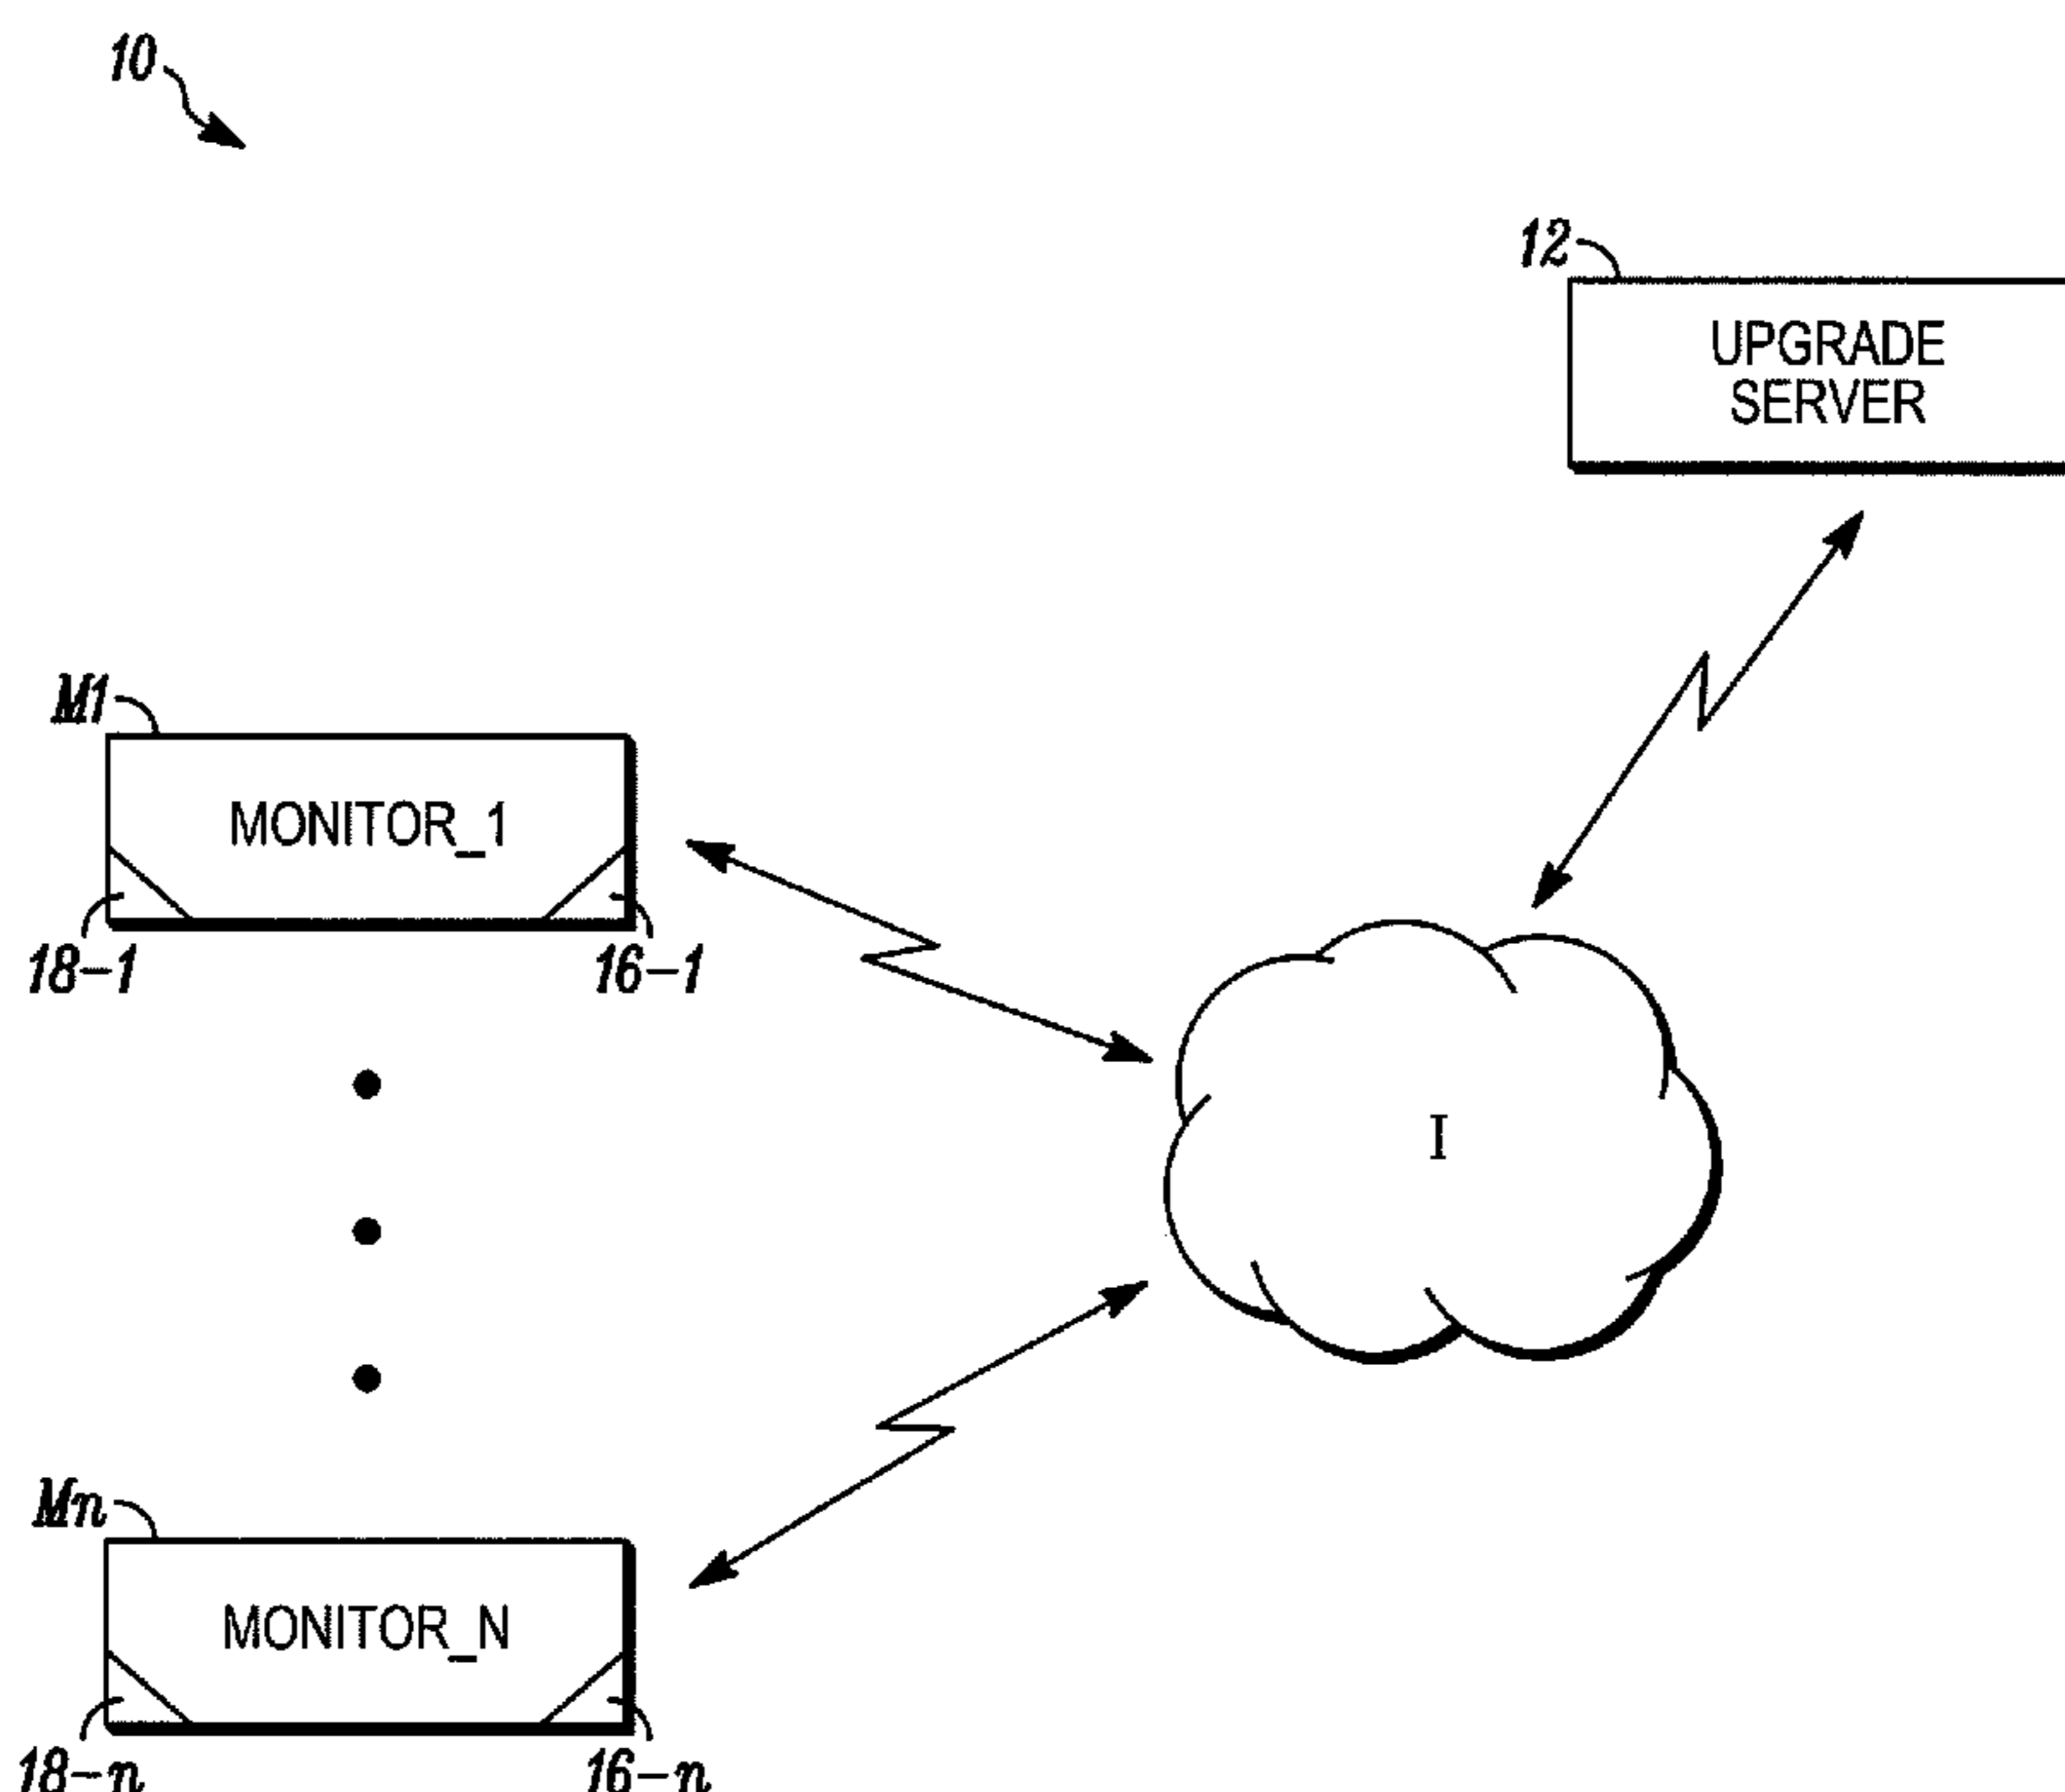 10
12
UPGRADE
SERVER
M1
MONITOR_1
18-1
16-1
I
Mn
MONITOR_N
18-n
16-n